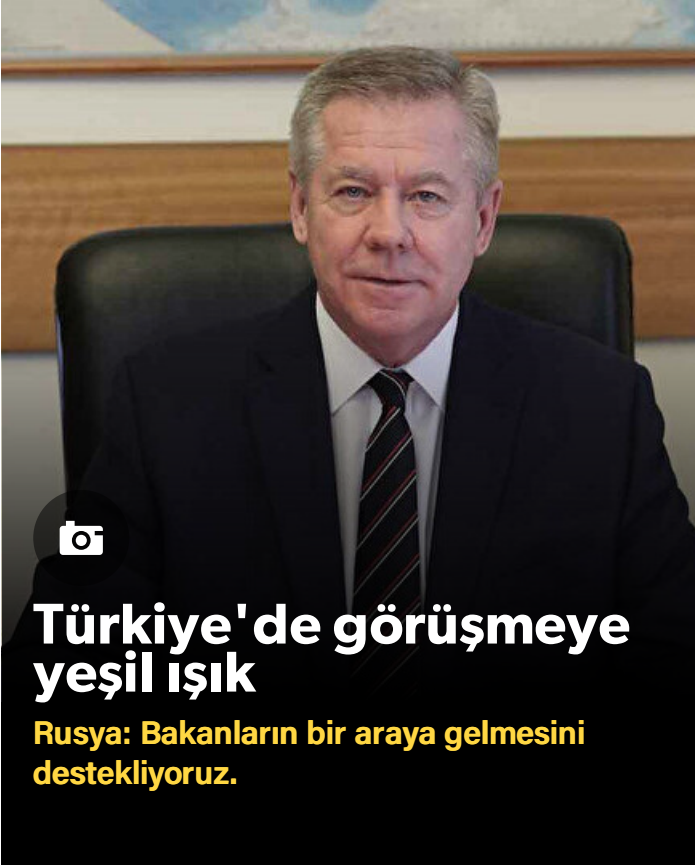 Türkiye'de görüşmeye
yeşil ışık
Rusya: Bakanların bir araya gelmesini
destekliyoruz.